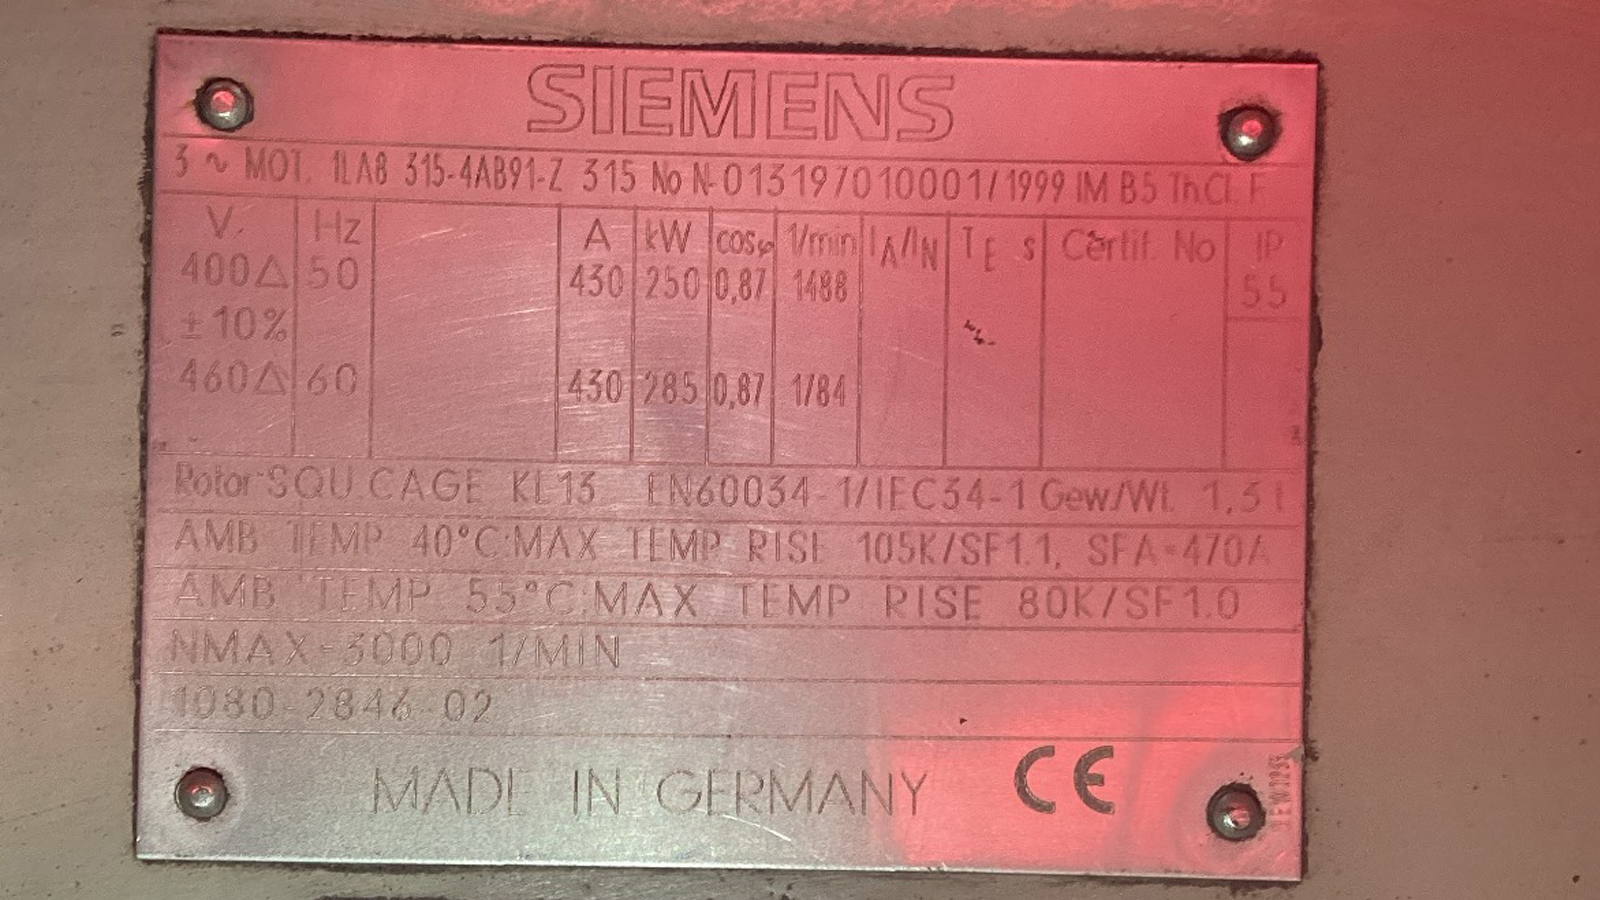 SIEMENS
3 ~ MOT. 1LA8 315-4AB91-Z 315 No N-013197010001/1999 IM B5 Th.Cl. F
V Hz A kW cosφ 1/min IA/IN TE s Certif. No IP
400△ 50 430 250 0,87 1488 55
±10%
460△ 60 430 285 0,87 1/84
Rotor SQU.CAGE KL13 EN60034-1/IEC34-1 Gew/Wt. 1,3 t
AMB TEMP 40°C:MAX TEMP RISE 105K/SF1.1, SFA=470A
AMB TEMP 55°C:MAX TEMP RISE 80K/SF1.0
NMAX=3000 1/MIN
1080-2846-02
MADE IN GERMANY CE